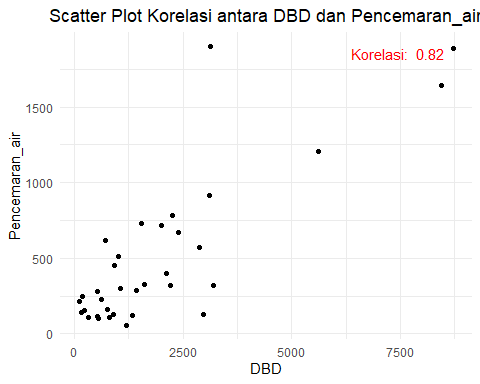 Scatter Plot Korelasi antara DBD dan Pencemaran_air
Korelasi: 0.82
Pencemaran_air
1500
1000
500
0
0 2500 5000 7500
DBD